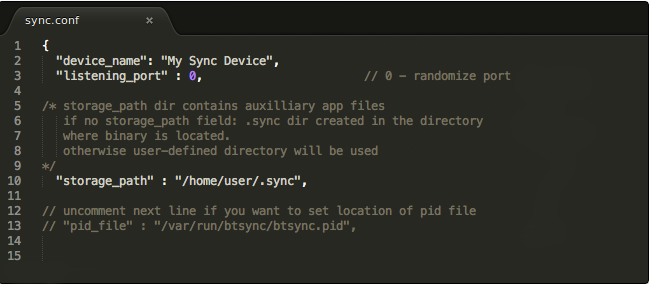 sync.conf ×
1 {
2 "device_name": "My Sync Device",
3 "listening_port" : 0, // 0 - randomize port
4
5 /* storage_path dir contains auxilliary app files
6 if no storage_path field: .sync dir created in the directory
7 where binary is located.
8 otherwise user-defined directory will be used
9 */
10 "storage_path" : "/home/user/.sync",
11
12 // uncomment next line if you want to set location of pid file
13 // "pid_file" : "/var/run/btsync/btsync.pid",
14
15